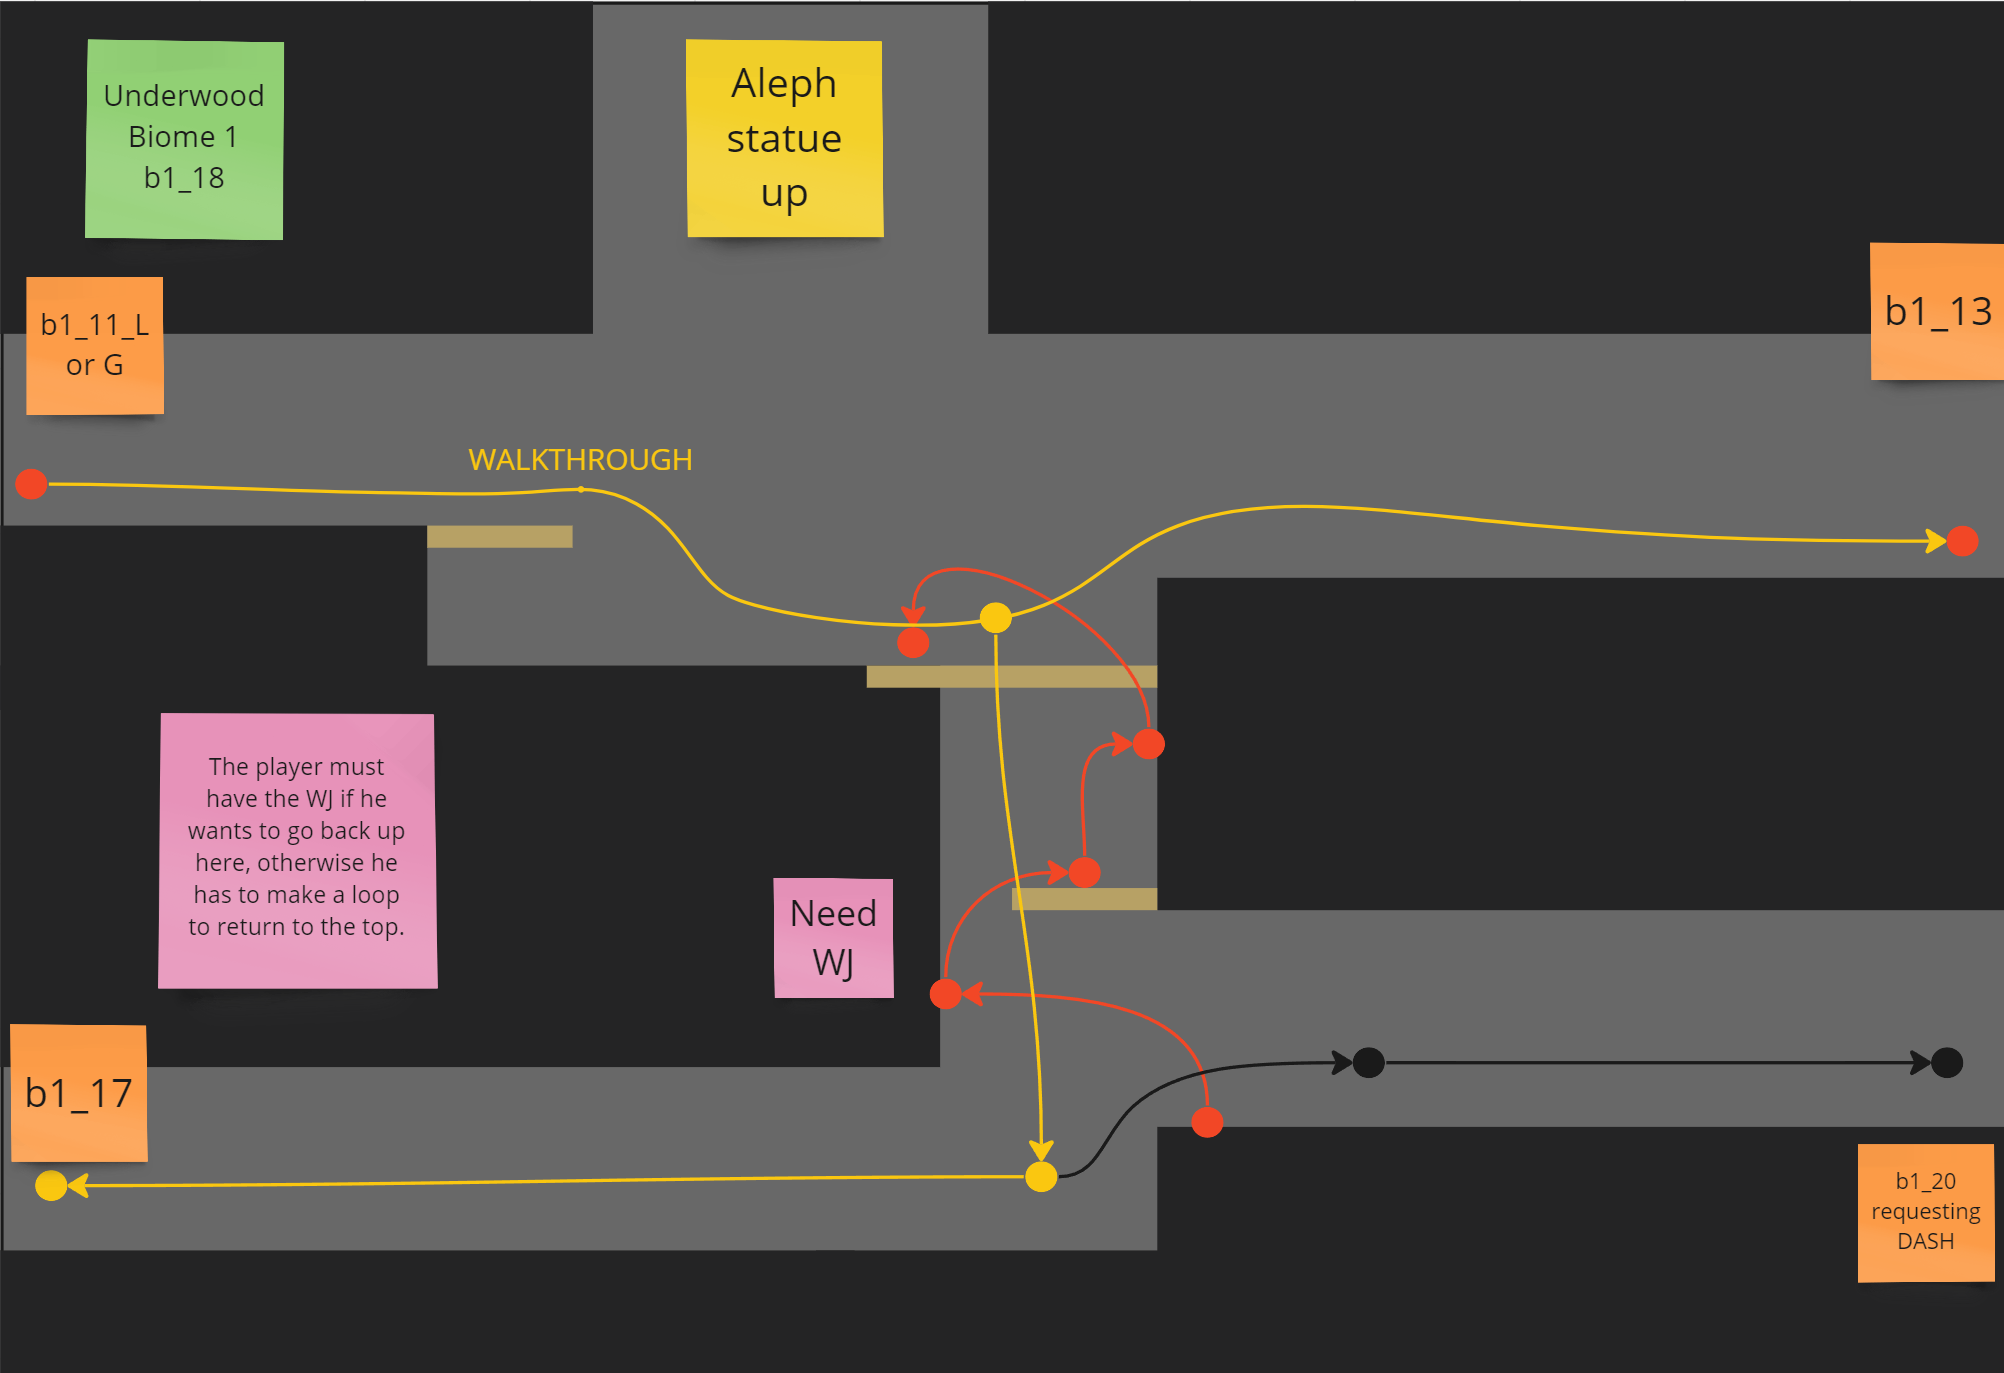 Underwood
Biome 1
b1_18
Aleph
statue
up
b1_11_L
or G
b1_13
WALKTHROUGH
The player must
have the WJ if he
wants to go back up
here, otherwise he
has to make a loop
to return to the top.
Need
WJ
b1_17
b1_20
requesting
DASH